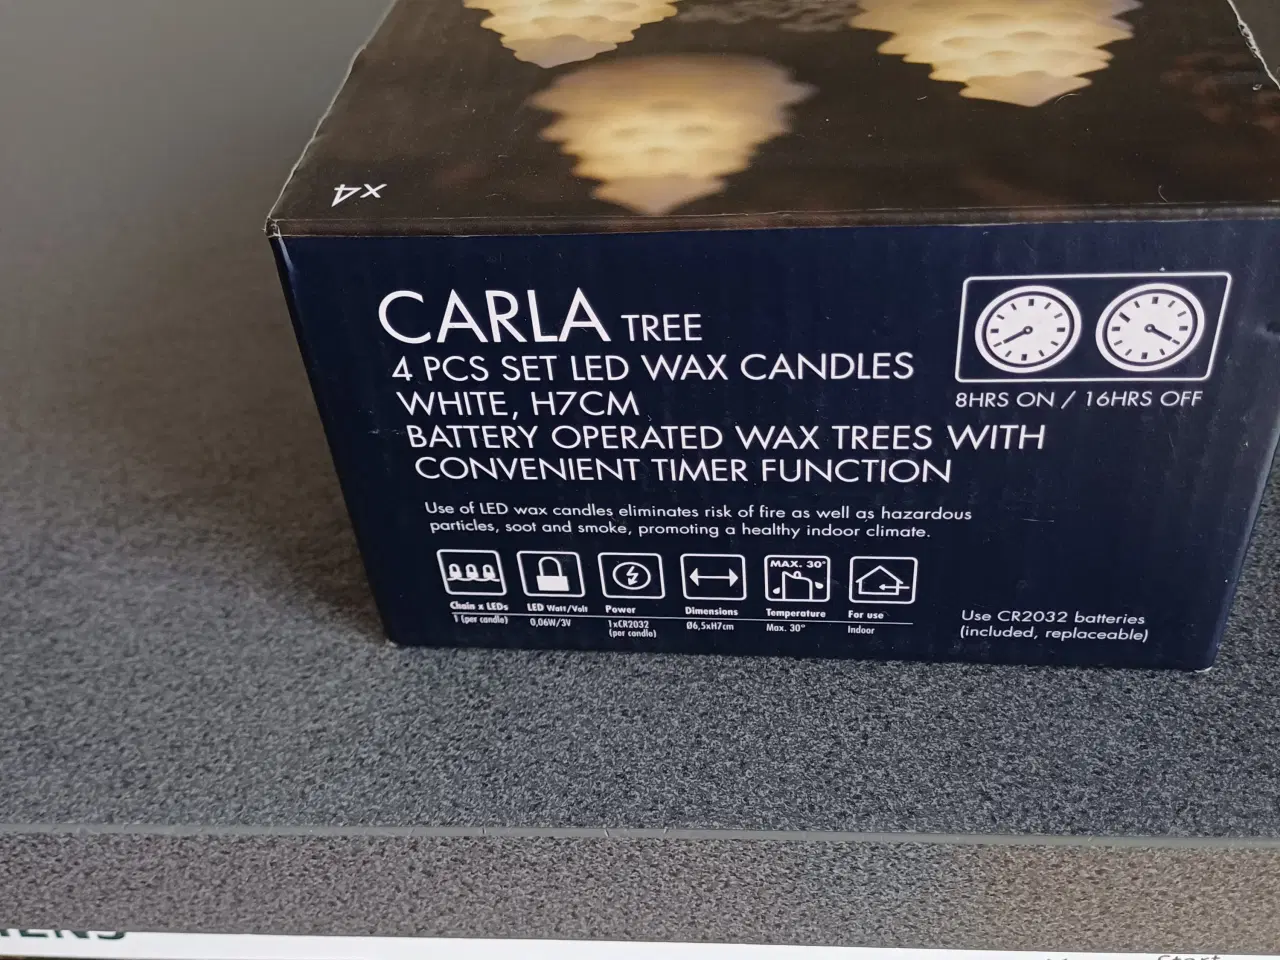 x4
CARLA TREE
4 PCS SET LED WAX CANDLES
WHITE, H7CM
BATTERY OPERATED WAX TREES WITH
CONVENIENT TIMER FUNCTION
8HRS ON / 16HRS OFF
Use of LED wax candles eliminates risk of fire as well as hazardous
particles, soot and smoke, promoting a healthy indoor climate.
MAX. 30°
Chain x LEDs
1 (per candle)
LED Watt/Volt
0,06W/3V
Power
1xCR2032
(per candle)
Dimensions
Ø6,5xH7cm
Temperature
Max. 30°
For use
Indoor
Use CR2032 batteries
(included, replaceable)